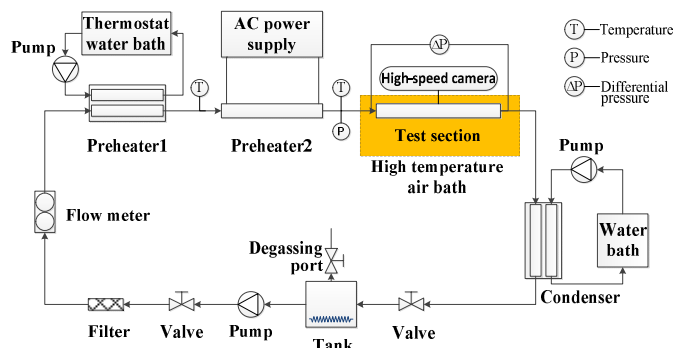 Thermostat
water bath
Pump
AC power
supply
ΔP
T
Temperature
P
Pressure
ΔP
Differential
pressure
High-speed camera
T
T
P
Test section
Preheater1
Preheater2
High temperature
air bath
Pump
Flow meter
Water
bath
Degassing
port
Condenser
Filter
Valve
Pump
Tank
Valve